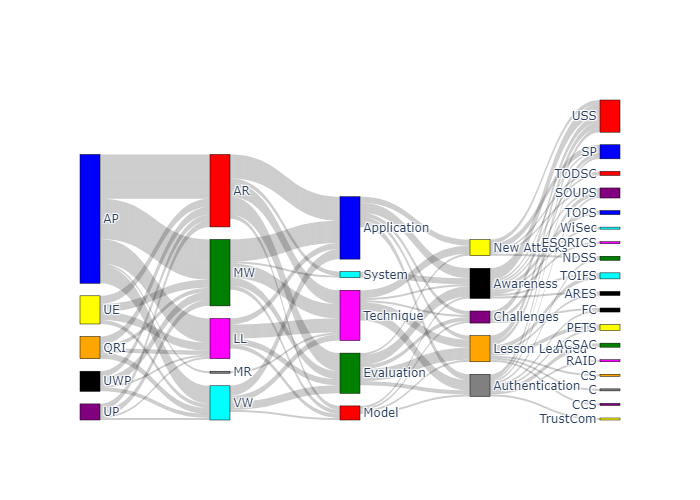 AP
UE
QRI
UWP
UP
AR
MW
LL
MR
VW
Application
System
Technique
Evaluation
Model
New Attacks
Awareness
Challenges
Lesson Learned
Authentication
USS
SP
TODSC
SOUPS
TOPS
WiSec
ESORICS
NDSS
TOIFS
ARES
FC
PETS
ACSAC
RAID
CS
C
CCS
TrustCom